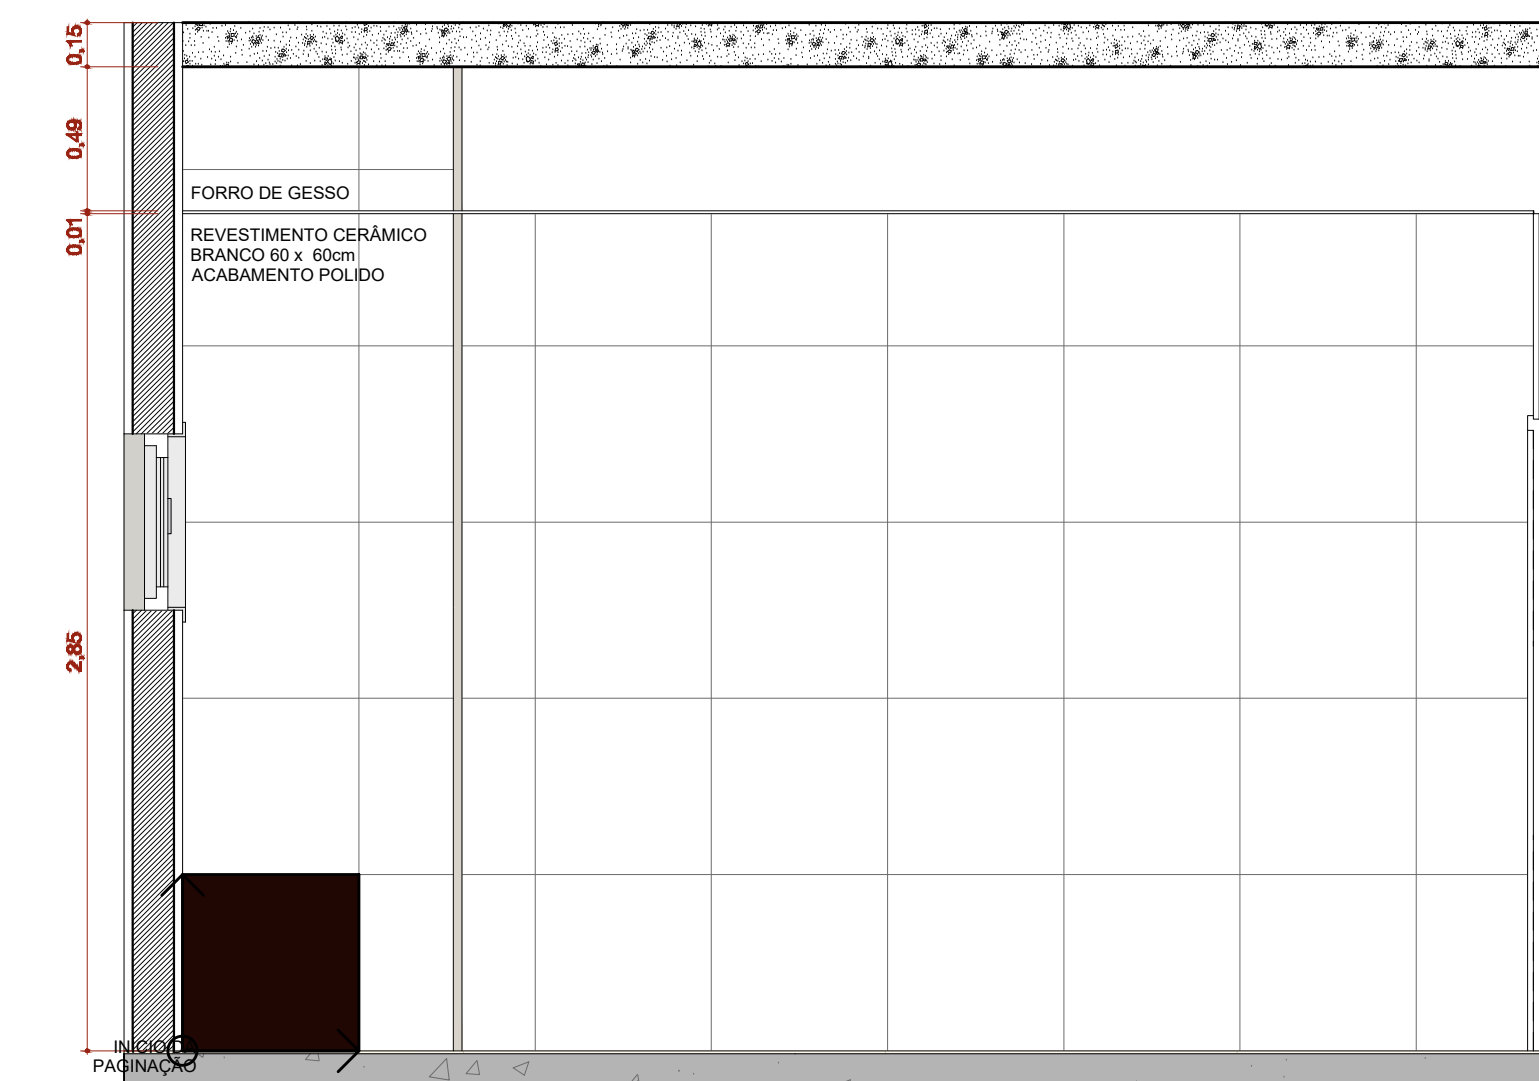 0,15
0,49
FORRO DE GESSO
0,01
REVESTIMENTO CERÂMICO
BRANCO 60 x 60cm
ACABAMENTO POLIDO
2,85
INÍCIO DA
PAGINAÇÃO